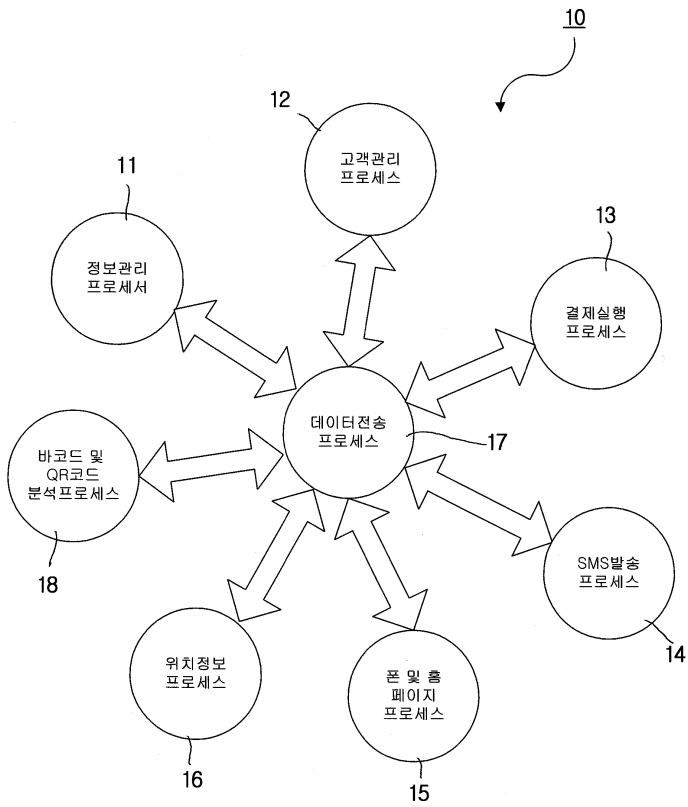 10
12
고객관리
프로세스
11
정보관리
프로세서
13
결제실행
프로세스
데이터전송
프로세스
17
바코드 및
QR코드
분석프로세스
18
SMS발송
프로세스
14
위치정보
프로세스
16
폰 및 홈
페이지
프로세스
15